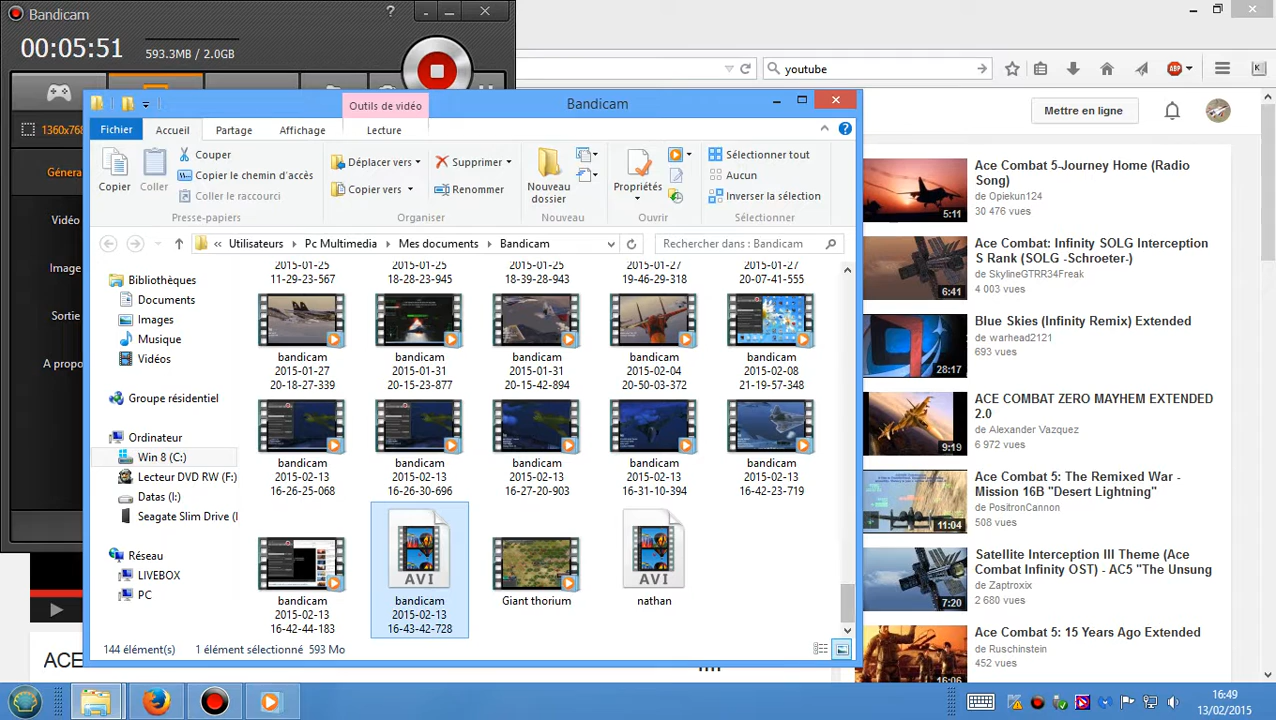 Bandicam
00:05:51
593.3MB / 2.0GB
youtube
ABP
K
1360x768
Généra
Vidéo
Image
Sortie
A propo
Outils de vidéo
Bandicam
Fichier
Accueil
Partage
Affichage
Lecture
Copier
Coller
Couper
Copier le chemin d'accès
Coller le raccourci
Presse-papiers
Déplacer vers
Copier vers
Supprimer
Renommer
Organiser
Nouveau
dossier
Nouveau
Propriétés
Ouvrir
Sélectionner tout
Aucun
Inverser la sélection
Sélectionner
« Utilisateurs
Pc Multimedia
Mes documents
Bandicam
Rechercher dans : Bandicam
Bibliothèques
Documents
Images
Musique
Vidéos
Groupe résidentiel
Ordinateur
Win 8 (C:)
Lecteur DVD RW (F:)
Datas (I:)
Seagate Slim Drive (I
Réseau
LIVEBOX
PC
2015-01-25
11-29-23-567
2015-01-25
18-28-23-945
2015-01-25
18-39-28-943
2015-01-27
19-46-29-318
2015-01-27
20-07-41-555
bandicam
2015-01-27
20-18-27-339
bandicam
2015-01-31
20-15-23-877
bandicam
2015-01-31
20-15-42-894
bandicam
2015-02-04
20-50-03-372
bandicam
2015-02-08
21-19-57-348
bandicam
2015-02-13
16-26-25-068
bandicam
2015-02-13
16-26-30-696
bandicam
2015-02-13
16-27-20-903
bandicam
2015-02-13
16-31-10-394
bandicam
2015-02-13
16-42-23-719
bandicam
2015-02-13
16-42-44-183
AVI
bandicam
2015-02-13
16-43-42-728
Giant thorium
AVI
nathan
144 élément(s)
1 élément sélectionné 593 Mo
ACE
Mettre en ligne
Ace Combat 5-Journey Home (Radio
Song)
de Opiekun124
30 476 vues
5:11
Ace Combat: Infinity SOLG Interception
S Rank (SOLG -Schroeter-)
de SkylineGTRR34Freak
4 003 vues
6:41
Blue Skies (Infinity Remix) Extended
de warhead2121
693 vues
28:17
ACE COMBAT ZERO MAYHEM EXTENDED
2.0
de Alexander Vazquez
6 972 vues
9:19
Ace Combat 5: The Remixed War -
Mission 16B "Desert Lightning"
de PositronCannon
508 vues
11:04
Satellite Interception III Theme (Ace
Combat Infinity OST) - AC5 "The Unsung
de Zaptroxix
2 680 vues
7:20
Ace Combat 5: 15 Years Ago Extended
de Ruschinstein
452 vues
16:06
16:49
13/02/2015